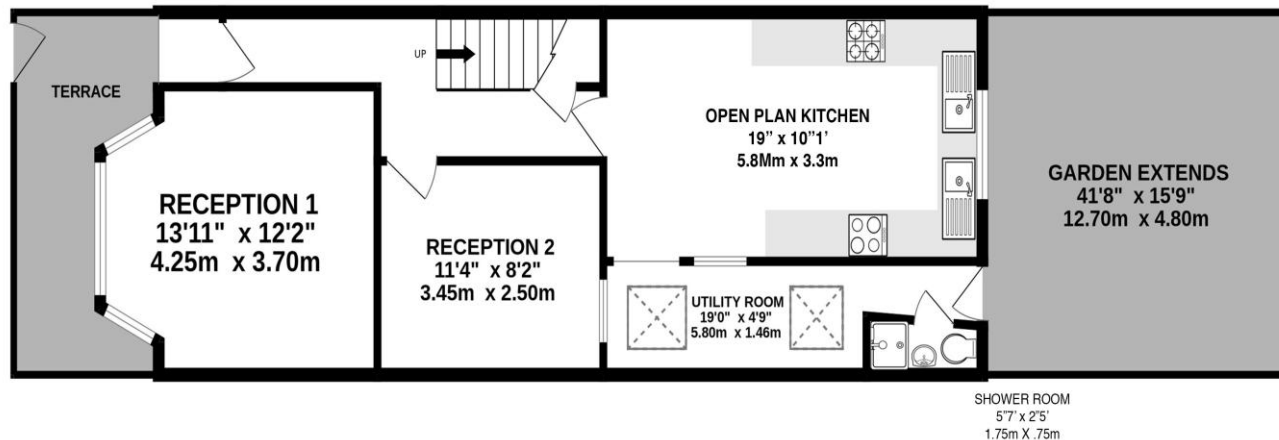 TERRACE
RECEPTION 1
13'11" x 12'2"
4.25m x 3.70m
UP
RECEPTION 2
11'4" x 8'2"
3.45m x 2.50m
OPEN PLAN KITCHEN
19” x 10”1’
5.8Mm x 3.3m
UTILITY ROOM
19'0" x 4'9"
5.80m x 1.46m
GARDEN EXTENDS
41'8" x 15'9"
12.70m x 4.80m
SHOWER ROOM
5”7’ x 2”5’
1.75m X .75m